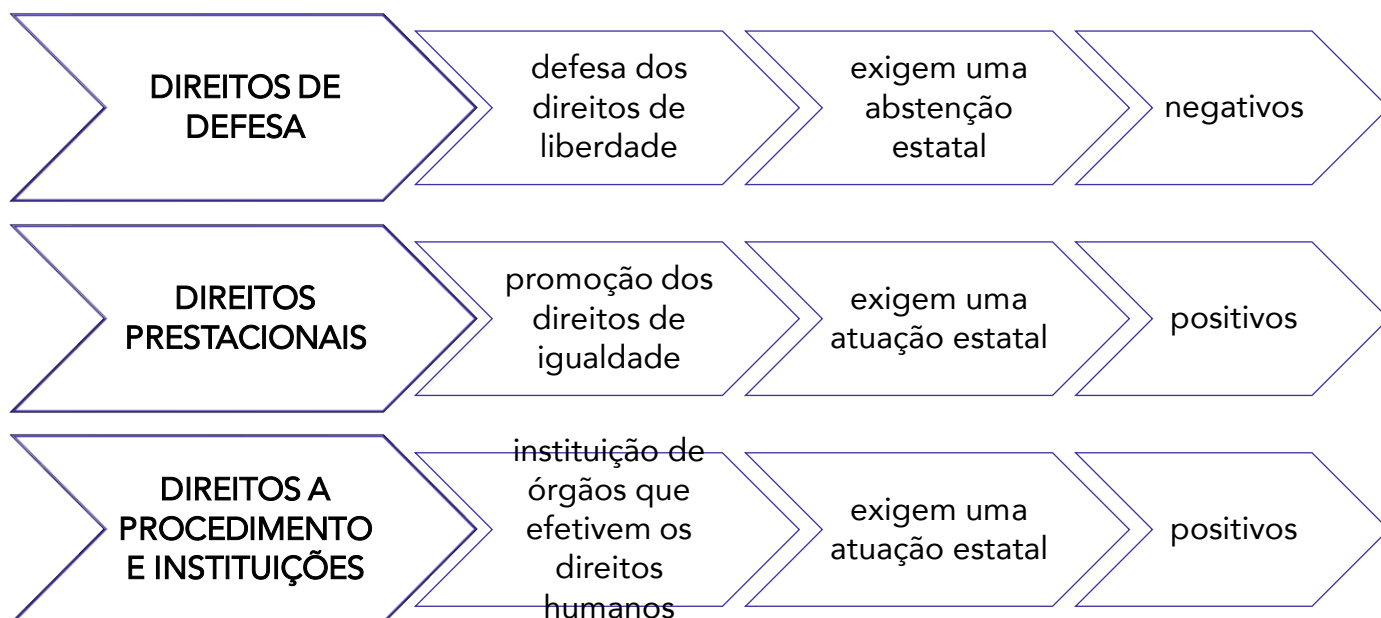 DIREITOS DE
DEFESA
defesa dos
direitos de
liberdade
exigem uma
abstenção
estatal
negativos
DIREITOS
PRESTACIONAIS
promoção dos
direitos de
igualdade
exigem uma
atuação estatal
positivos
DIREITOS A
PROCEDIMENTO
E INSTITUIÇÕES
instituição de
órgãos que
efetivem os
direitos
humanos
exigem uma
atuação estatal
positivos